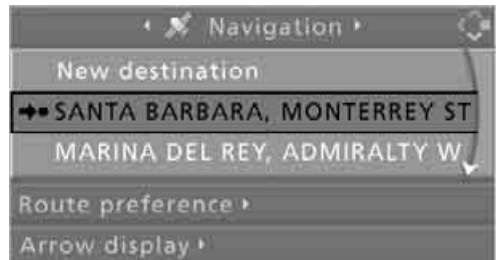 Navigation
New destination
SANTA BARBARA, MONTERREY ST
MARINA DEL REY, ADMIRALTY W
Route preference
Arrow display